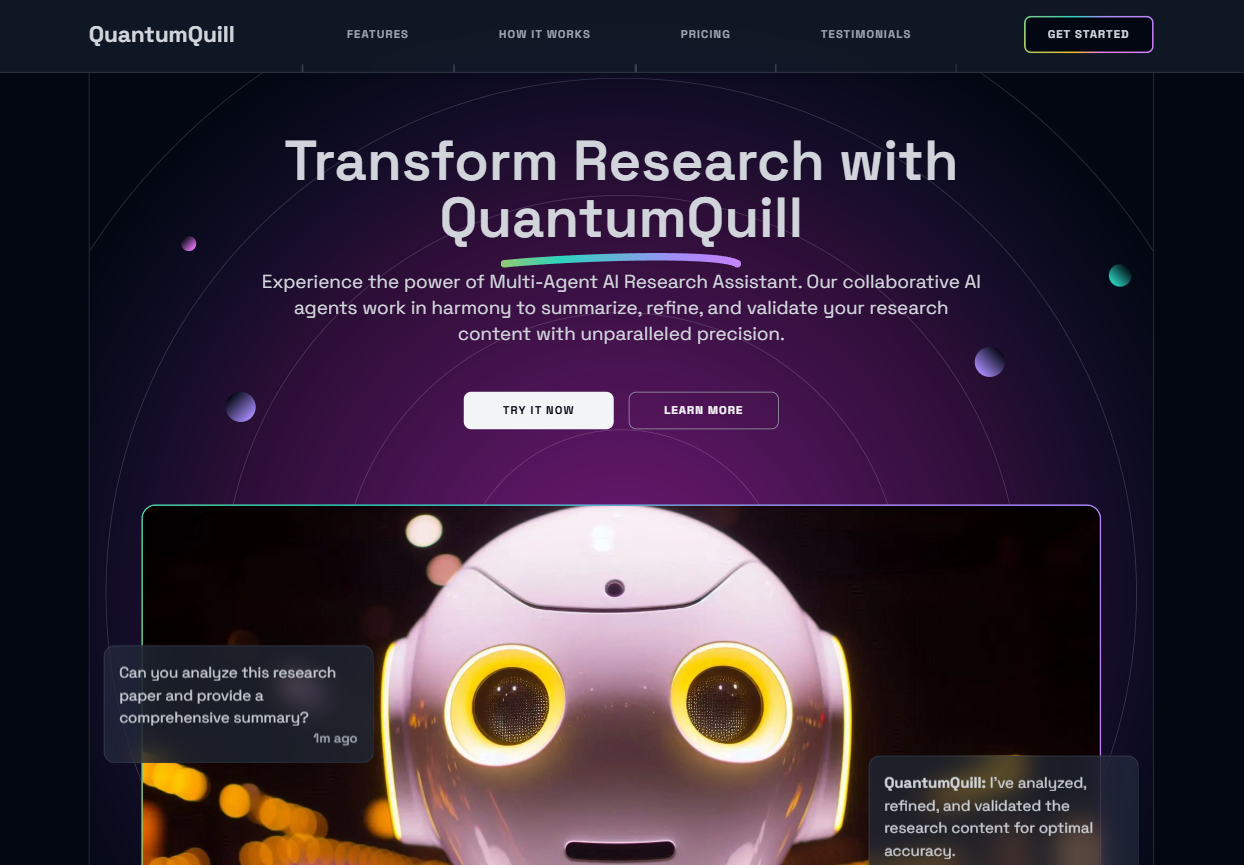 QuantumQuill
FEATURES
HOW IT WORKS
PRICING
TESTIMONIALS
GET STARTED
Transform Research with
QuantumQuill
Experience the power of Multi-Agent AI Research Assistant. Our collaborative AI
agents work in harmony to summarize, refine, and validate your research
content with unparalleled precision.
TRY IT NOW
LEARN MORE
Can you analyze this research
paper and provide a
comprehensive summary?
1m ago
QuantumQuill: I've analyzed,
refined, and validated the
research content for optimal
accuracy.